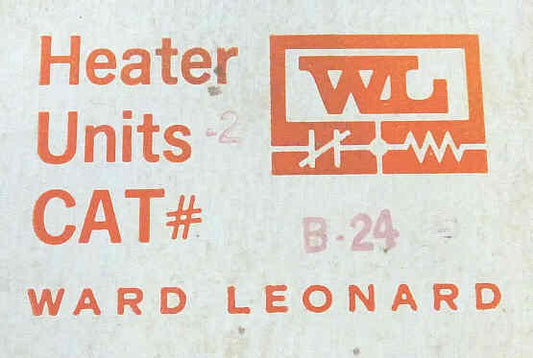 Heater
Units -2
CAT#
WL
B-24
WARD LEONARD